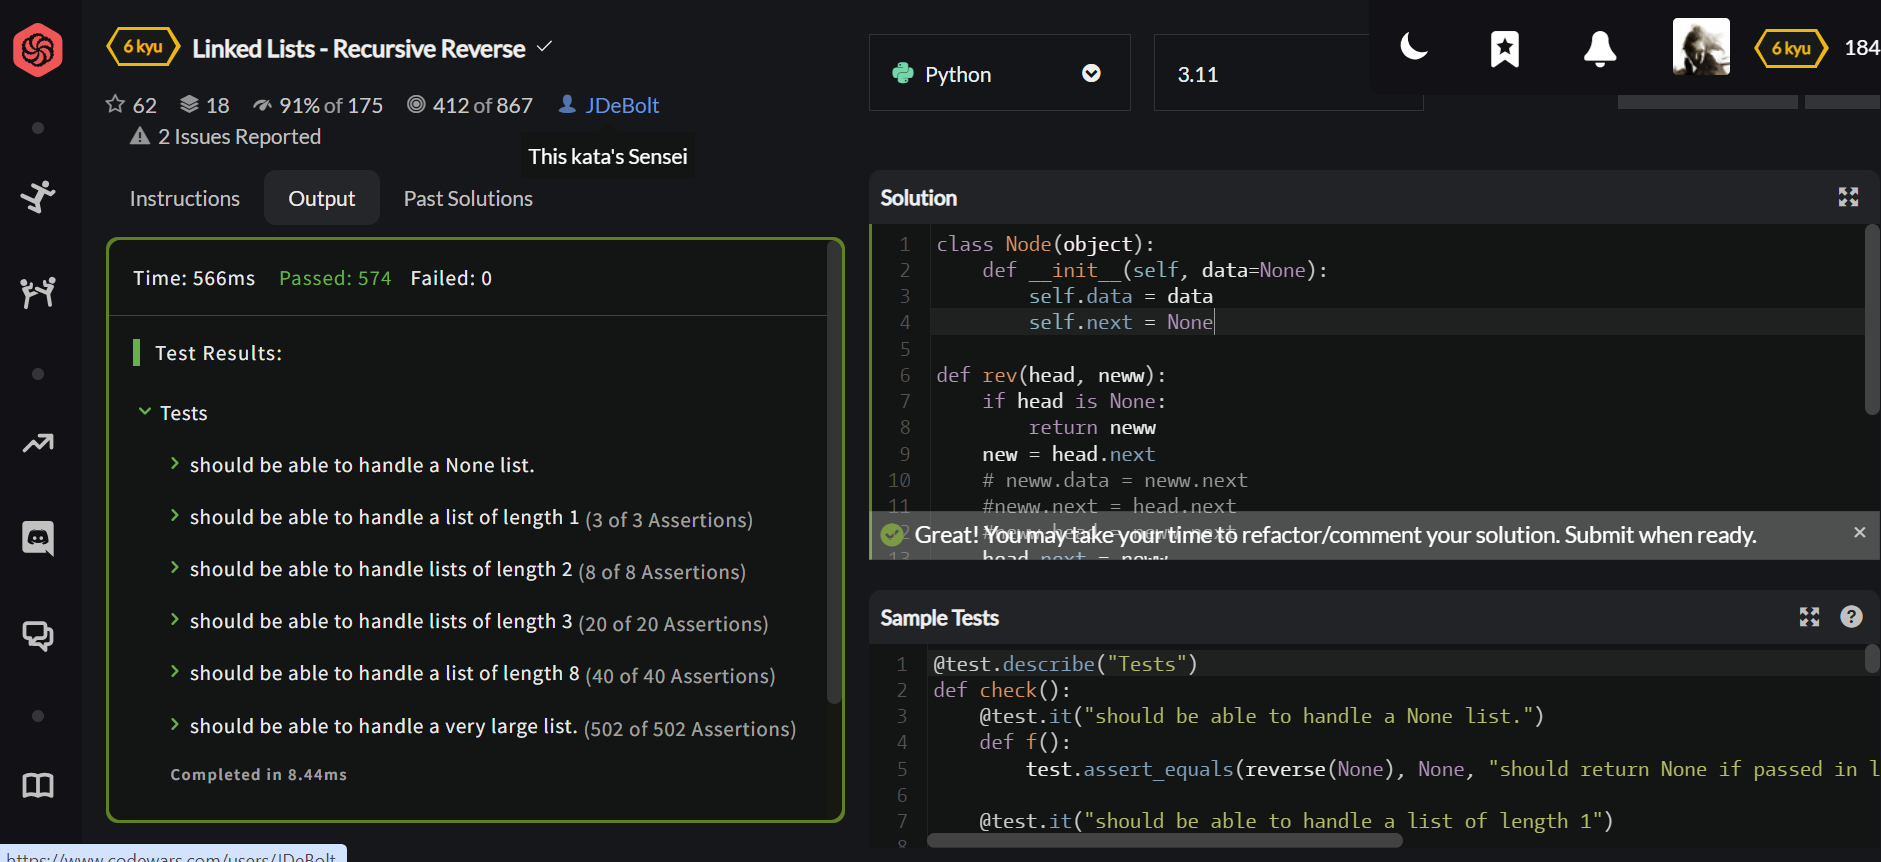 6 kyu Linked Lists - Recursive Reverse
62 18 91% of 175 412 of 867 JDeBolt
2 Issues Reported
This kata's Sensei
Instructions Output Past Solutions
Time: 566ms Passed: 574 Failed: 0
Test Results:
Tests
should be able to handle a None list.
should be able to handle a list of length 1 (3 of 3 Assertions)
should be able to handle lists of length 2 (8 of 8 Assertions)
should be able to handle lists of length 3 (20 of 20 Assertions)
should be able to handle a list of length 8 (40 of 40 Assertions)
should be able to handle a very large list. (502 of 502 Assertions)
Completed in 8.44ms
https://www.codewars.com/users/JDeBolt
Python 3.11
6 kyu 184
Solution
1 class Node(object):
2 def __init__(self, data=None):
3 self.data = data
4 self.next = None
5
6 def rev(head, neww):
7 if head is None:
8 return neww
9 new = head.next
10 # neww.data = neww.next
11 #neww.next = head.next
Great! You may take you time to refactor/comment your solution. Submit when ready.
13 head.next = neww
Sample Tests
1 @test.describe("Tests")
2 def check():
3 @test.it("should be able to handle a None list.")
4 def f():
5 test.assert_equals(reverse(None), None, "should return None if passed in
6
7 @test.it("should be able to handle a list of length 1")
8